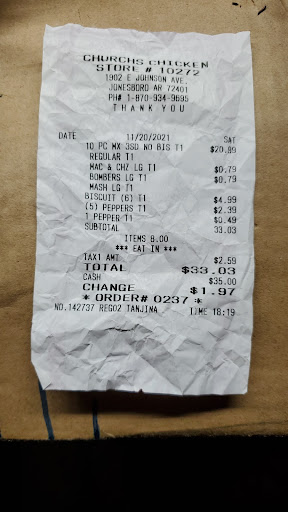 CHURCHS CHICKEN
STORE # 10272
1902 E JOHNSON AVE.
JONESBORO AR 72401
PH# 1-870-934-9695
THANK YOU
DATE 11/20/2021 SAT
10 PC MX 3SD NO BIS T1 $20.89
REGULAR T1
MAC & CHZ LG T1 $0.79
BOMBERS LG T1 $0.79
MASH LG T1
BISCUIT (6) T1 $4.99
(5) PEPPERS T1 $2.39
1 PEPPER T1 $0.49
SUBTOTAL 33.03
ITEMS 8.00
*** EAT IN ***
TAX1 AMT $2.59
TOTAL $33.03
CASH $35.00
CHANGE $1.97
* ORDER# 0237 *
NO.142737 REG02 TANJINA TIME 18:19